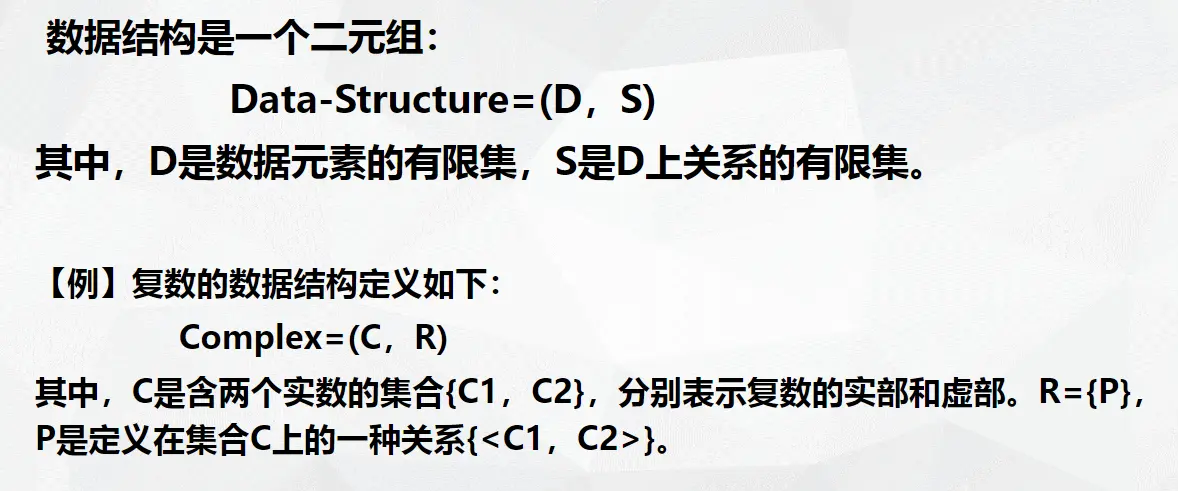 数据结构是一个二元组：
Data-Structure=(D，S)
其中，D是数据元素的有限集，S是D上关系的有限集。
【例】复数的数据结构定义如下：
Complex=(C，R)
其中，C是含两个实数的集合{C1，C2}，分别表示复数的实部和虚部。R={P}，
P是定义在集合C上的一种关系{<C1，C2>}。